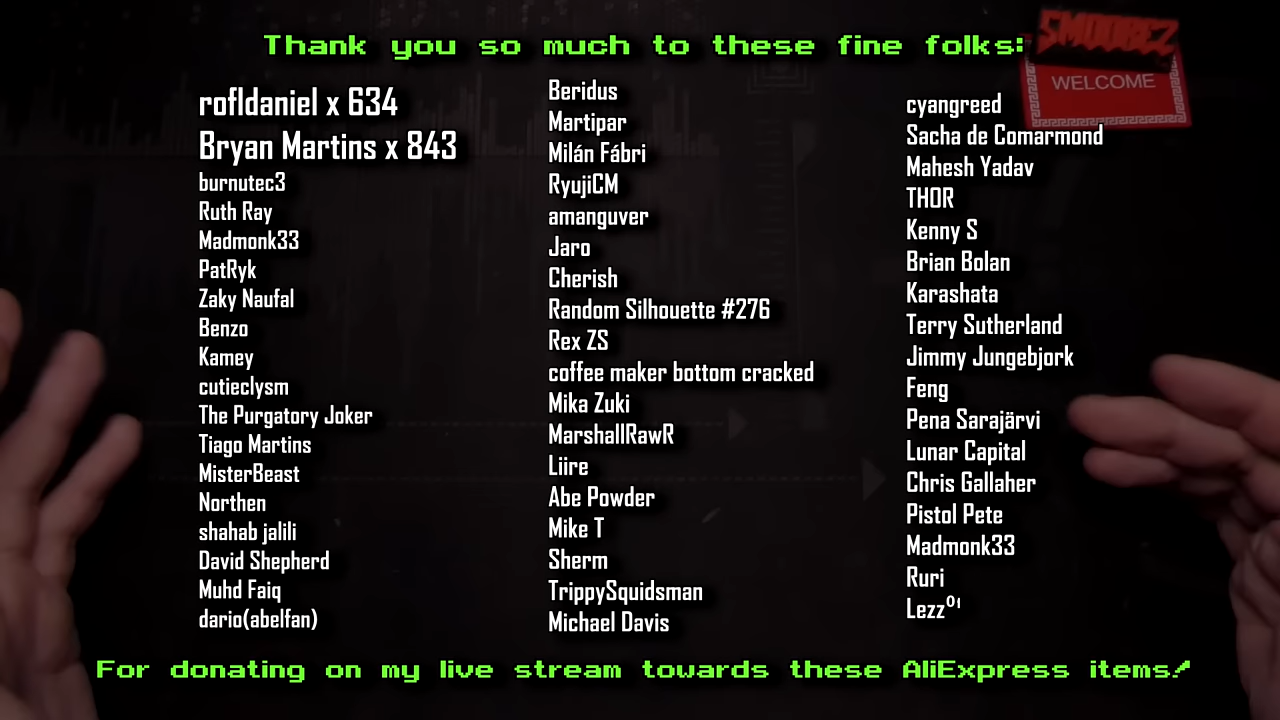 Thank you so much to these fine folks:
SMOOREZ
WELCOME
rofldaniel x 634
Bryan Martins x 843
burnutec3
Ruth Ray
Madmonk33
PatRyk
Zaky Naufal
Benzo
Kamey
cutieclysm
The Purgatory Joker
Tiago Martins
MisterBeast
Northen
shahab jalili
David Shepherd
Muhd Faiq
dario(abelfan)
Beridus
Martipar
Milán Fábri
RyujiCM
amanguver
Jaro
Cherish
Random Silhouette #276
Rex ZS
coffee maker bottom cracked
Mika Zuki
MarshallRawR
Liire
Abe Powder
Mike T
Sherm
TrippySquidsman
Michael Davis
cyangreed
Sacha de Comarmond
Mahesh Yadav
THOR
Kenny S
Brian Bolan
Karashata
Terry Sutherland
Jimmy Jungebjork
Feng
Pena Sarajärvi
Lunar Capital
Chris Gallaher
Pistol Pete
Madmonk33
Ruri
Lezz⁰¹
For donating on my live stream towards these AliExpress items!